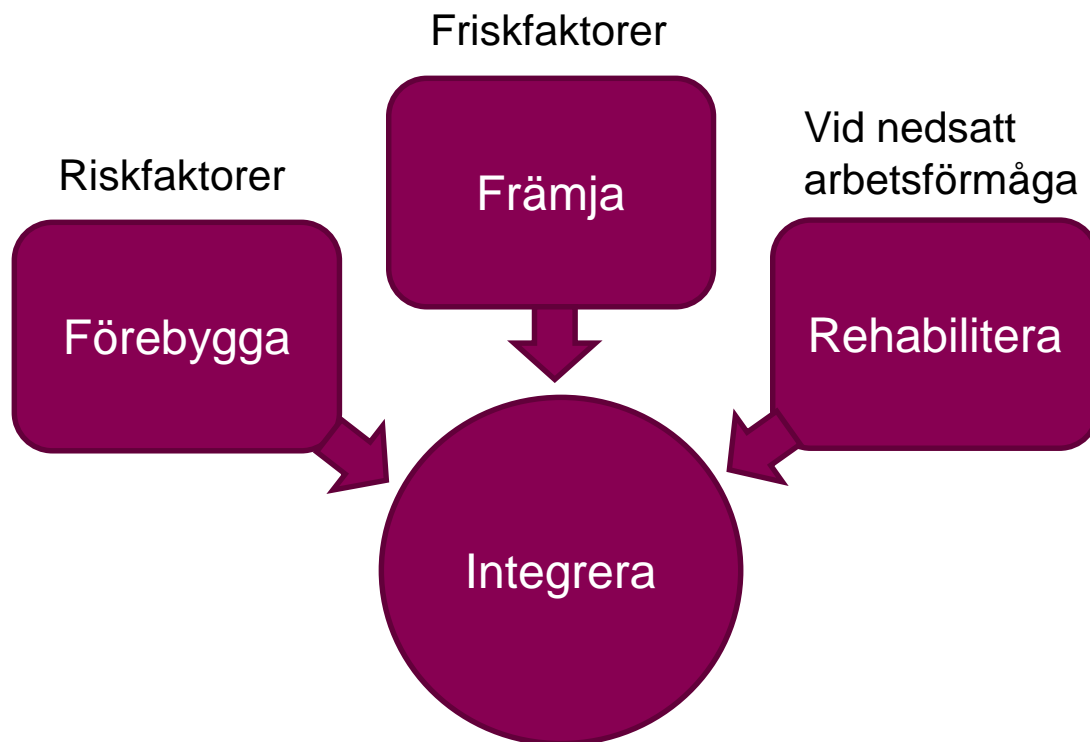 Friskfaktorer
Främja
Riskfaktorer
Förebygga
Vid nedsatt
arbetsförmåga
Rehabilitera
Integrera